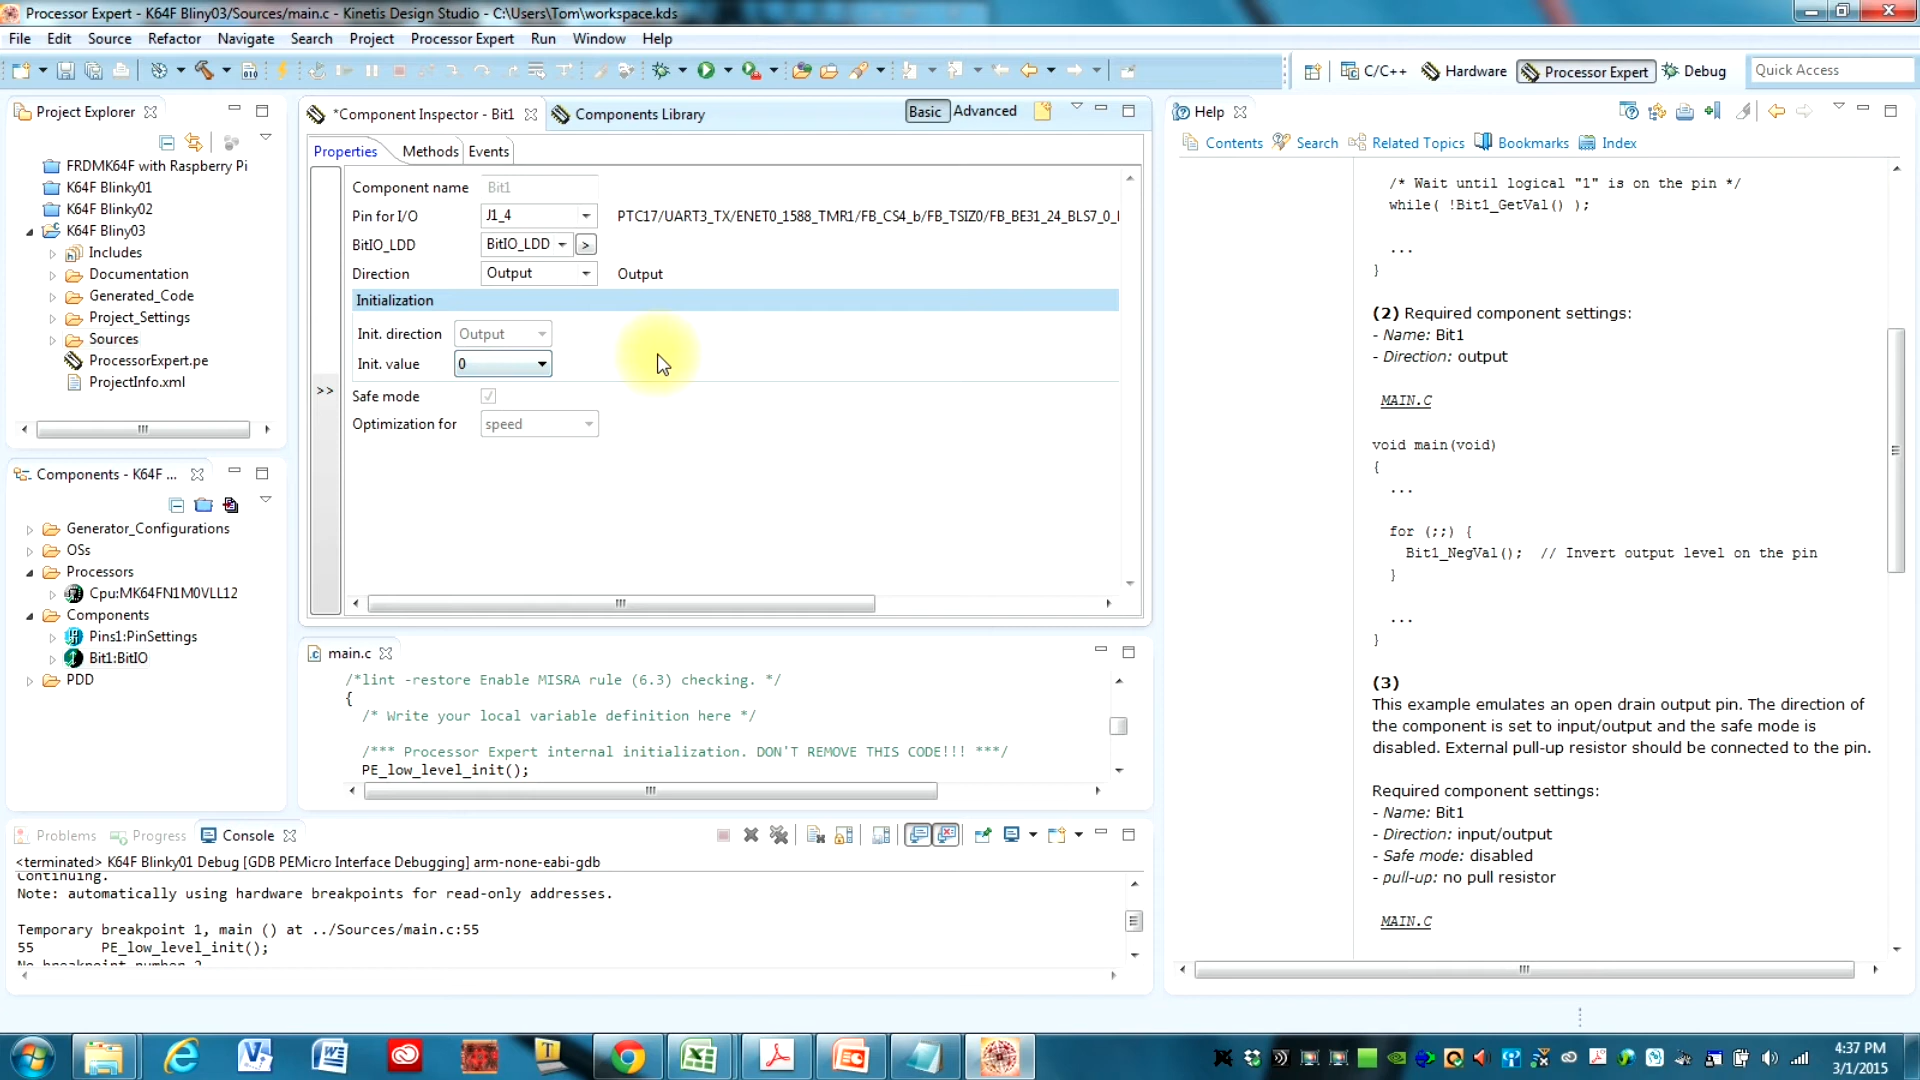 Processor Expert - K64F Bliny03/Sources/main.c - Kinetis Design Studio - C:\Users\Tom\workspace.kds
File Edit Source Refactor Navigate Search Project Processor Expert Run Window Help
C/C++ Hardware Processor Expert Debug Quick Access
Project Explorer
FRDMK64F with Raspberry Pi
K64F Blinky01
K64F Blinky02
K64F Bliny03
Includes
Documentation
Generated_Code
Project_Settings
Sources
ProcessorExpert.pe
ProjectInfo.xml
Components - K64F ...
Generator_Configurations
OSs
Processors
Cpu:MK64FN1M0VLL12
Components
Pins1:PinSettings
Bit1:BitIO
PDD
*Component Inspector - Bit1 Components Library Basic Advanced
Properties Methods Events
>>
Component name Bit1
Pin for I/O J1_4 PTC17/UART3_TX/ENET0_1588_TMR1/FB_CS4_b/FB_TSIZ0/FB_BE31_24_BLS7_0_
BitIO_LDD BitIO_LDD >
Direction Output Output
Initialization
Init. direction Output
Init. value 0
Safe mode
Optimization for speed
main.c
/*lint -restore Enable MISRA rule (6.3) checking. */
{
/* Write your local variable definition here */
/*** Processor Expert internal initialization. DON'T REMOVE THIS CODE!!! ***/
PE_low_level_init();
Problems Progress Console
<terminated> K64F Blinky01 Debug [GDB PEMicro Interface Debugging] arm-none-eabi-gdb
Continuing.
Note: automatically using hardware breakpoints for read-only addresses.
Temporary breakpoint 1, main () at ../Sources/main.c:55
55 PE_low_level_init();
No breakpoint number 2.
Help
Contents Search Related Topics Bookmarks Index
/* Wait until logical "1" is on the pin */
while( !Bit1_GetVal() );
...
}
(2) Required component settings:
- Name: Bit1
- Direction: output
MAIN.C
void main(void)
{
...
for (;;) {
Bit1_NegVal(); // Invert output level on the pin
}
...
}
(3)
This example emulates an open drain output pin. The direction of
the component is set to input/output and the safe mode is
disabled. External pull-up resistor should be connected to the pin.
Required component settings:
- Name: Bit1
- Direction: input/output
- Safe mode: disabled
- pull-up: no pull resistor
MAIN.C
4:37 PM
3/1/2015